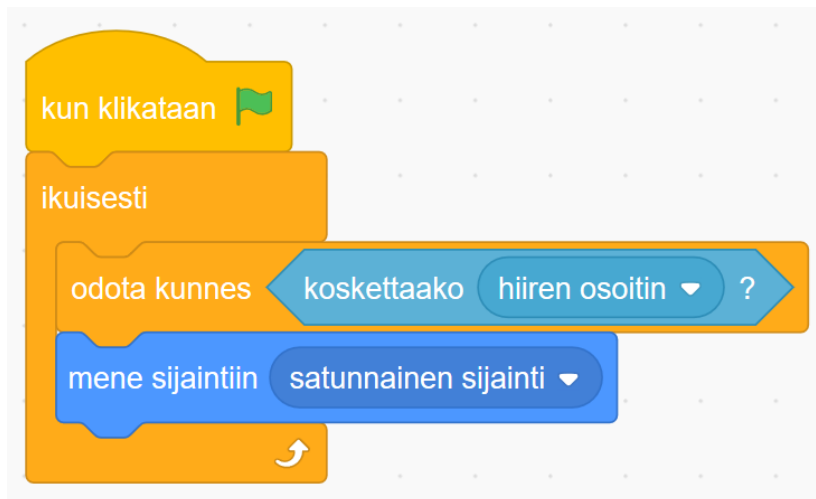 kun klikataan
ikuisesti
odota kunnes koskettaako hiiren osoitin ?
mene sijaintiin satunnainen sijainti